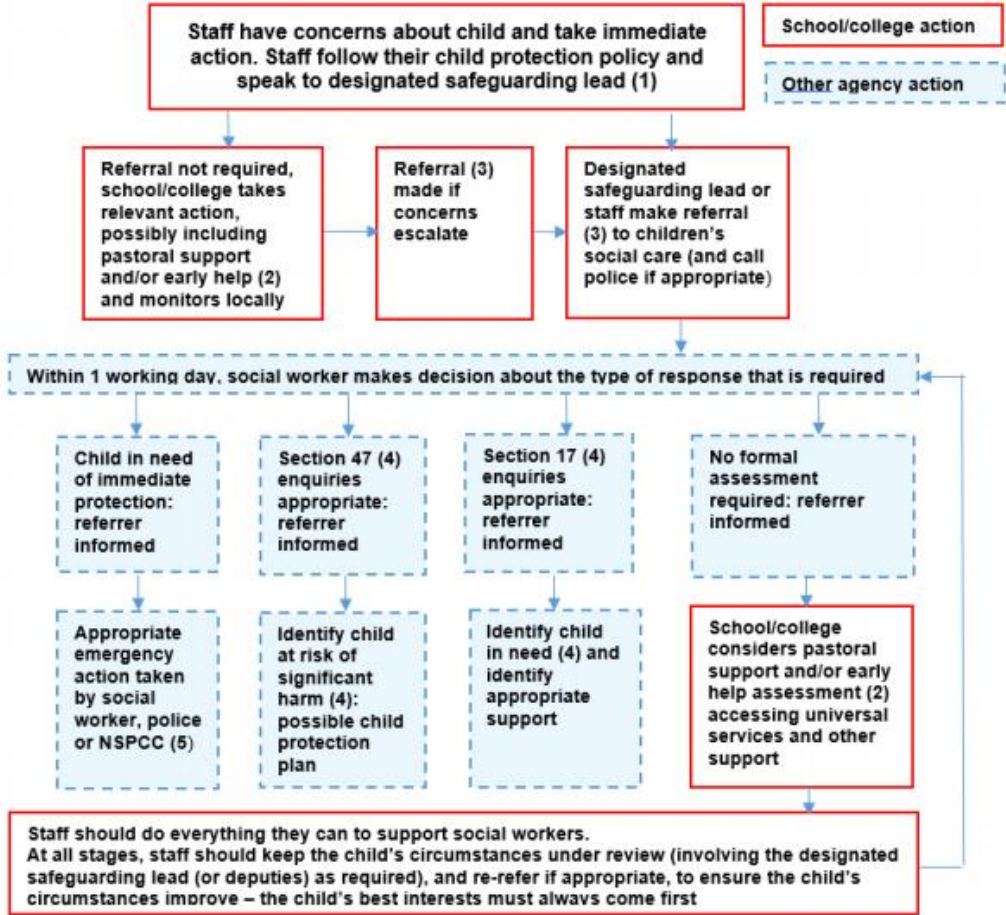 Staff have concerns about child and take immediate
action. Staff follow their child protection policy and
speak to designated safeguarding lead (1)
School/college action
Other agency action
Referral not required,
school/college takes
relevant action,
possibly including
pastoral support
and/or early help (2)
and monitors locally
Referral (3)
made if
concerns
escalate
Designated
safeguarding lead or
staff make referral
(3) to children's
social care (and call
police if appropriate)
Within 1 working day, social worker makes decision about the type of response that is required
Child in need
of immediate
protection:
referrer
informed
Section 47 (4)
enquiries
appropriate:
referrer
informed
Section 17 (4)
enquiries
appropriate:
referrer
informed
No formal
assessment
required: referrer
informed
Appropriate
emergency
action taken
by social
worker, police
or NSPCC (5)
Identify child
at risk of
significant
harm (4):
possible child
protection
plan
Identify child
in need (4) and
identify
appropriate
support
School/college
considers pastoral
support and/or early
help assessment (2)
accessing universal
services and other
support
Staff should do everything they can to support social workers.
At all stages, staff should keep the child's circumstances under review (involving the designated
safeguarding lead (or deputies) as required), and re-refer if appropriate, to ensure the child's
circumstances improve – the child's best interests must always come first